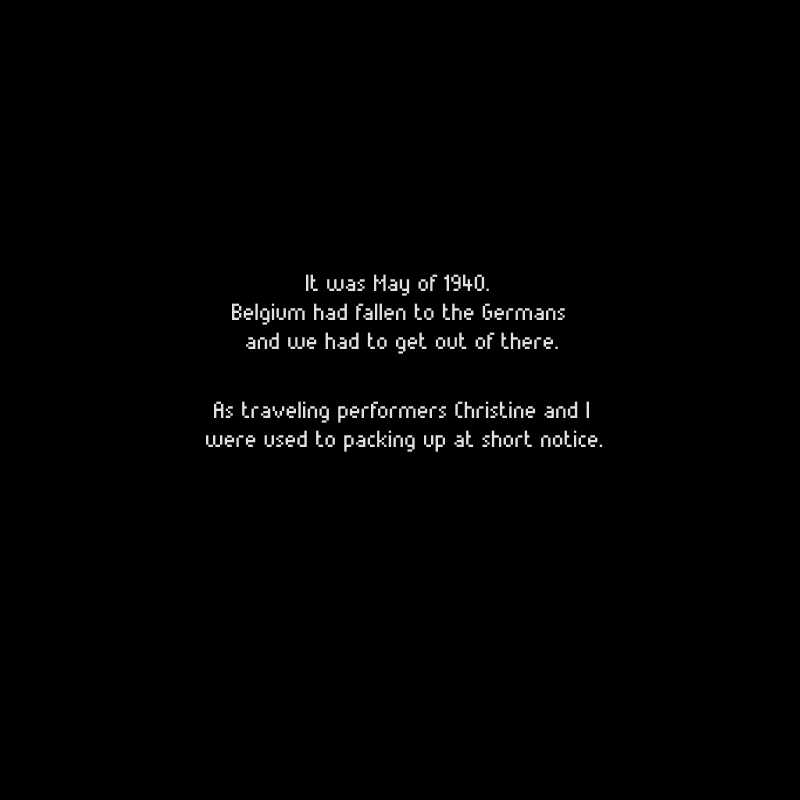 It was May of 1940.
Belgium had fallen to the Germans
and we had to get out of there.
As traveling performers Christine and I
were used to packing up at short notice.